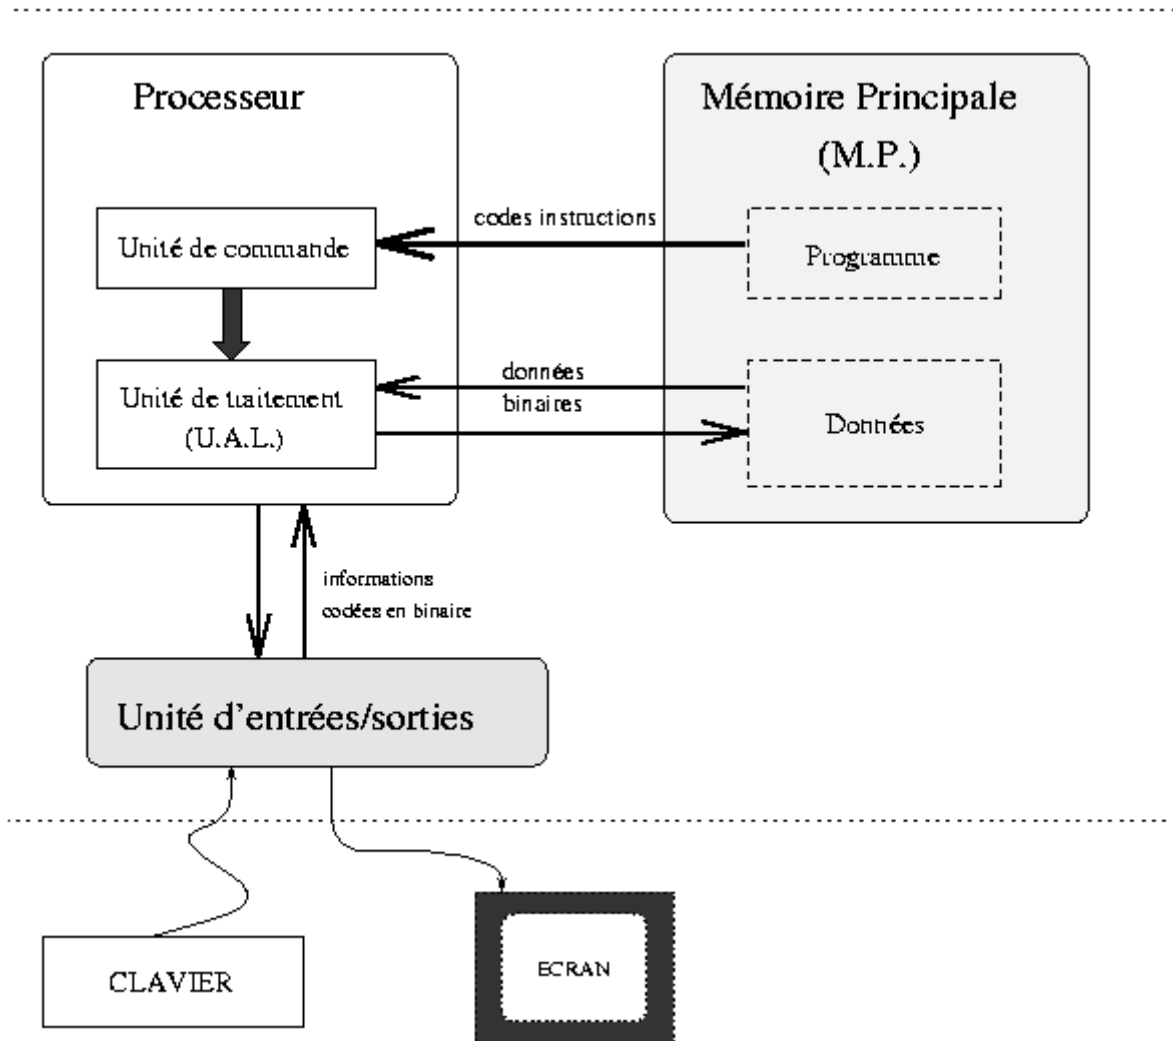 Processeur
Mémoire Principale
(M.P.)
codes instructions
Unité de commande
Programme
données
binaires
Unité de traitement
(U.A.L.)
Données
informations
codées en binaire
Unité d'entrées/sorties
CLAVIER
ECRAN